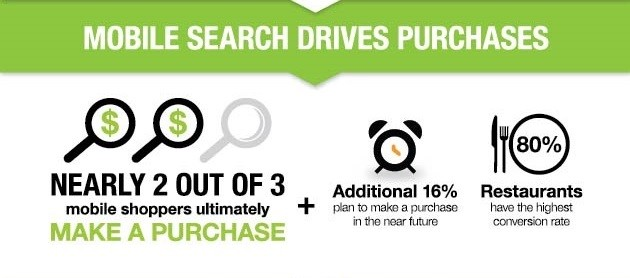 MOBILE SEARCH DRIVES PURCHASES
$ $
NEARLY 2 OUT OF 3
mobile shoppers ultimately
MAKE A PURCHASE
+
Additional 16%
plan to make a purchase
in the near future
80%
Restaurants
have the highest
conversion rate